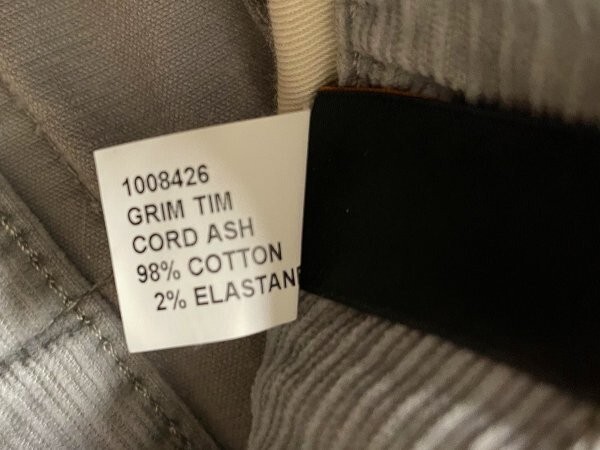 1008426
GRIM TIM
CORD ASH
98% COTTON
2% ELASTAN